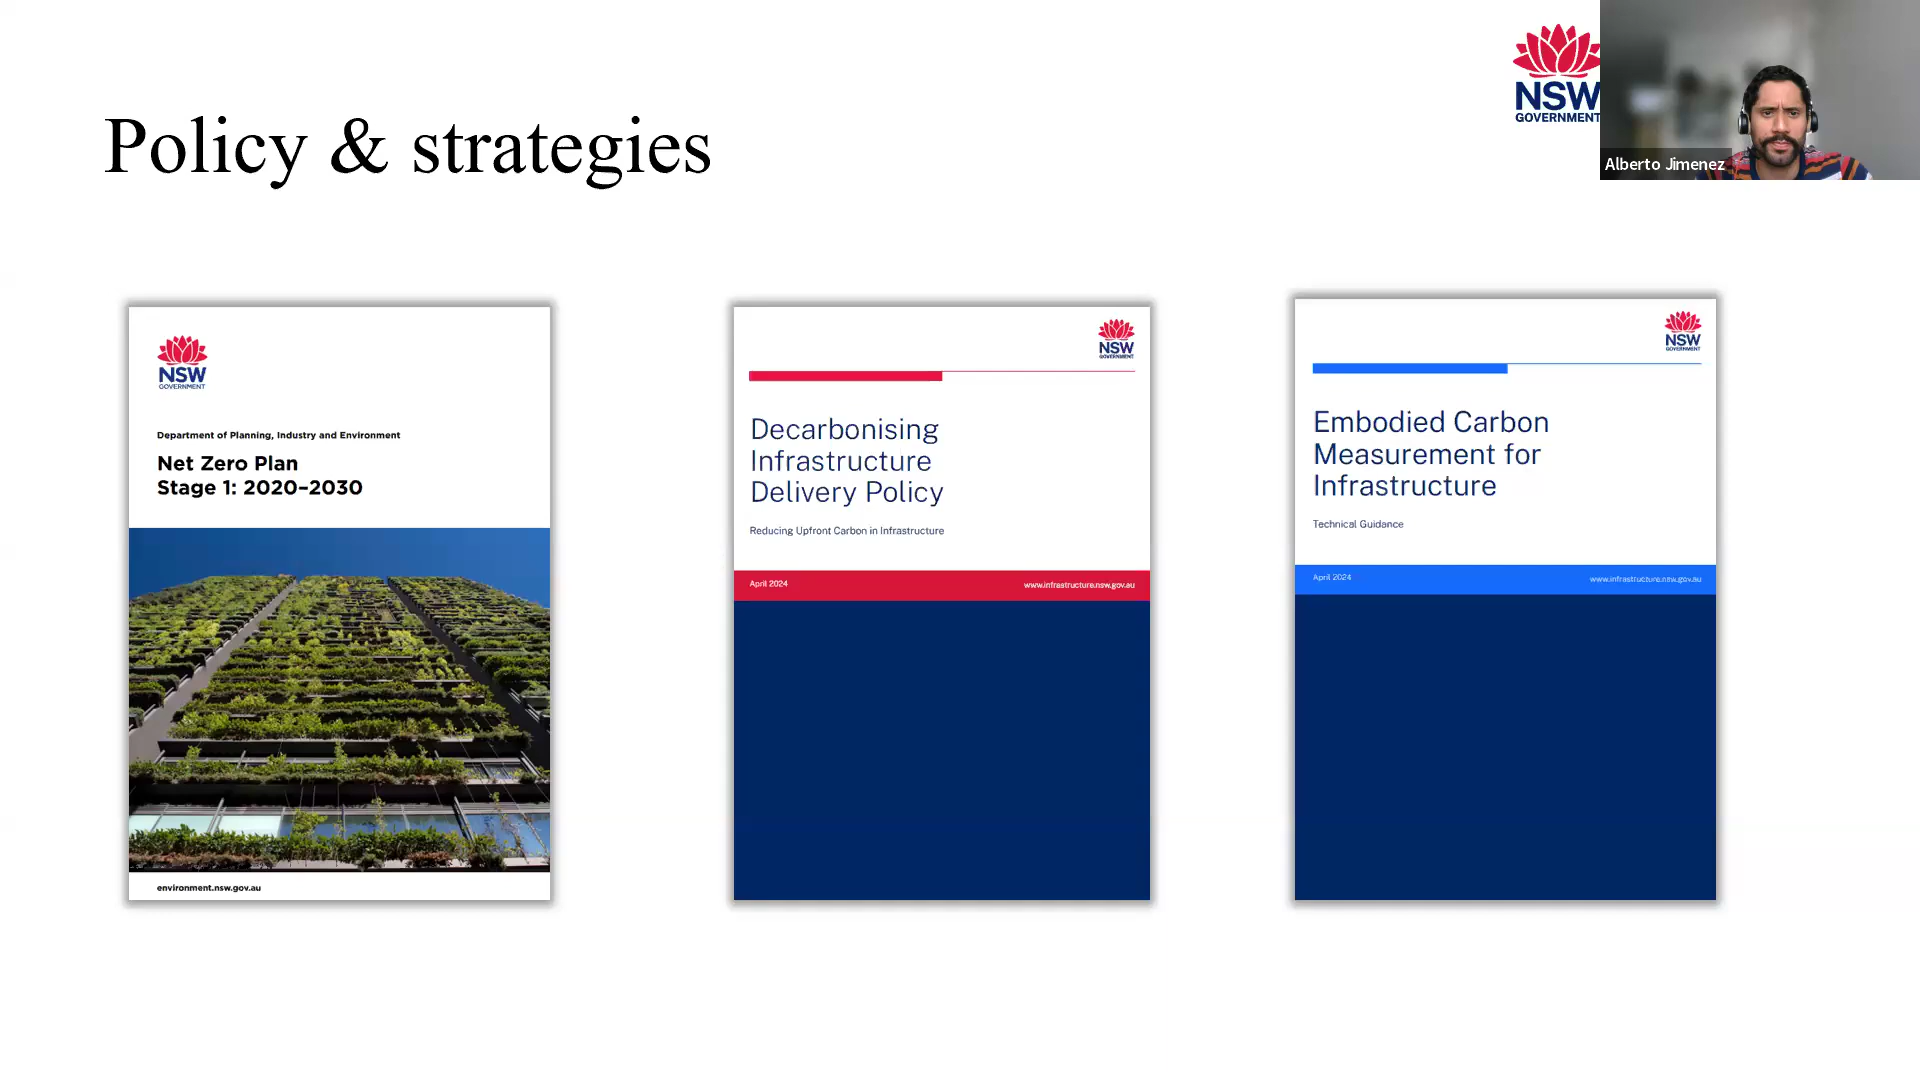 NSW
GOVERNMENT
Alberto Jimenez
Policy & strategies
NSW
GOVERNMENT
Department of Planning, Industry and Environment
Net Zero Plan
Stage 1: 2020–2030
environment.nsw.gov.au
NSW
GOVERNMENT
Decarbonising
Infrastructure
Delivery Policy
Reducing Upfront Carbon in Infrastructure
April 2024
www.infrastructure.nsw.gov.au
NSW
GOVERNMENT
Embodied Carbon
Measurement for
Infrastructure
Technical Guidance
April 2024
www.infrastructure.nsw.gov.au